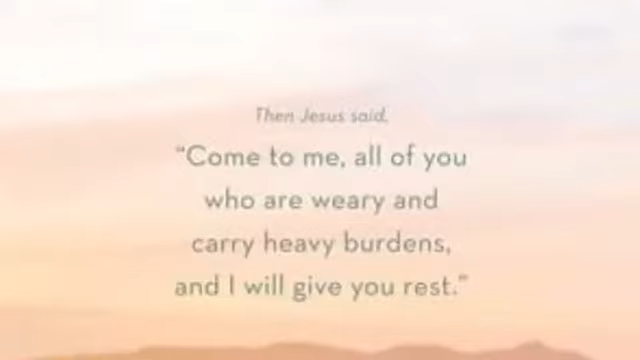 Then Jesus said,
“Come to me, all of you
who are weary and
carry heavy burdens,
and I will give you rest.”